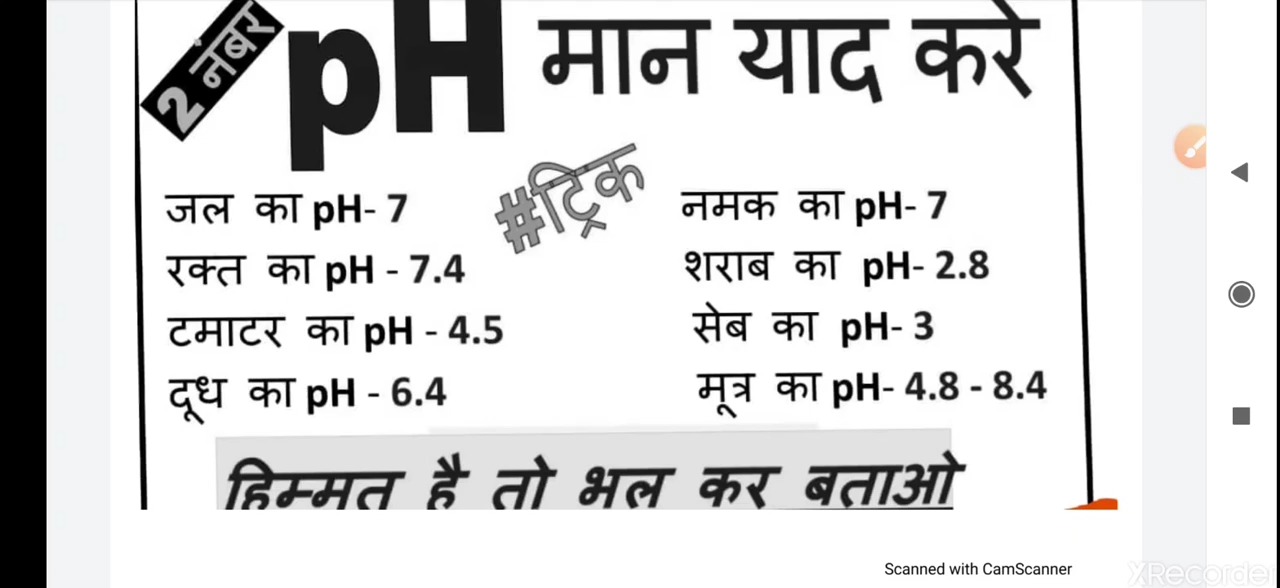 2 नंबर
pH मान याद करे
#ट्रिक
जल का pH- 7
रक्त का pH - 7.4
टमाटर का pH - 4.5
दूध का pH - 6.4
नमक का pH- 7
शराब का pH- 2.8
सेब का pH- 3
मूत्र का pH- 4.8 - 8.4
हिम्मत है तो भल कर बताओ
Scanned with CamScanner
XRecorder